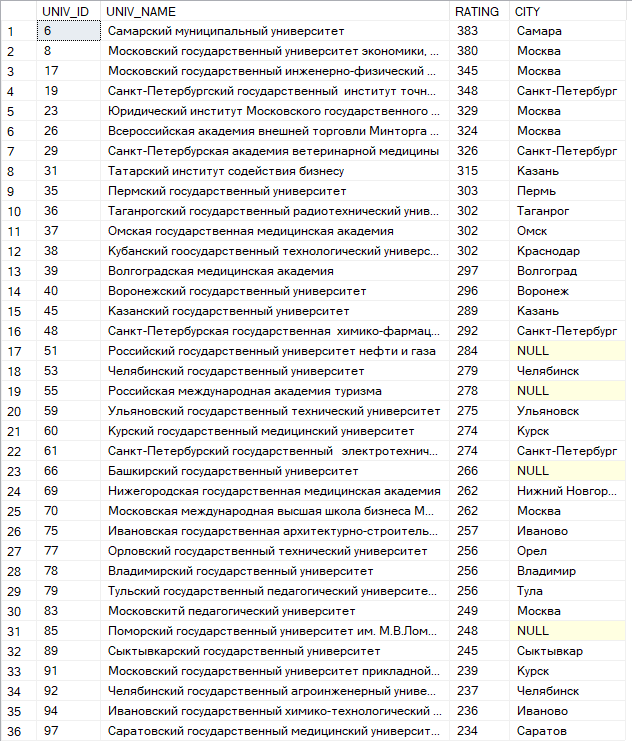 UNIV_ID UNIV_NAME RATING CITY
1 6 Самарский муниципальный университет 383 Самара
2 8 Московский государственный университет экономики, ... 380 Москва
3 17 Московский государственный инженерно-физический ... 345 Москва
4 19 Санкт-Петербургский государственный институт точн... 348 Санкт-Петербург
5 23 Юридический институт Московского государственного ... 329 Москва
6 26 Всероссийская академия внешней торговли Минторга ... 324 Москва
7 29 Санкт-Петербурская академия ветеринарной медицины 326 Санкт-Петербург
8 31 Татарский институт содействия бизнесу 315 Казань
9 35 Пермский государственный университет 303 Пермь
10 36 Таганрогский государственный радиотехнический унив... 302 Таганрог
11 37 Омская государственная медицинская академия 302 Омск
12 38 Кубанский гоосударственный технологический универс... 302 Краснодар
13 39 Волгоградская медицинская академия 297 Волгоград
14 40 Воронежский государственный университет 296 Воронеж
15 45 Казанский государственный университет 289 Казань
16 48 Санкт-Петербурская государственная химико-фармац... 292 Санкт-Петербург
17 51 Российский государственный университет нефти и газа 284 NULL
18 53 Челябинский государственный университет 279 Челябинск
19 55 Российская международная академия туризма 278 NULL
20 59 Ульяновский государственный технический университет 275 Ульяновск
21 60 Курский государственный медицинский университет 274 Курск
22 61 Санкт-Петербургский государственный электротехнич... 274 Санкт-Петербург
23 66 Башкирский государственный университет 266 NULL
24 69 Нижегородская государственная медицинская академия 262 Нижний Новгор...
25 70 Московская международная высшая школа бизнеса М... 262 Москва
26 75 Ивановская государственная архитектурно-строитель... 257 Иваново
27 77 Орловский государственный технический университет 256 Орел
28 78 Владимирский государственный университет 256 Владимир
29 79 Тульский государственный педагогический университе... 256 Тула
30 83 Московскитй педагогический университет 249 Москва
31 85 Поморский государственный университет им. М.В.Лом... 248 NULL
32 89 Сыктывкарский государственный университет 245 Сыктывкар
33 91 Московский государственный университет прикладной... 239 Курск
34 92 Челябинский государственный агроинженерный униве... 237 Челябинск
35 94 Ивановский государственный химико-технологический ... 236 Иваново
36 97 Саратовский государственный медицинский университ... 234 Саратов